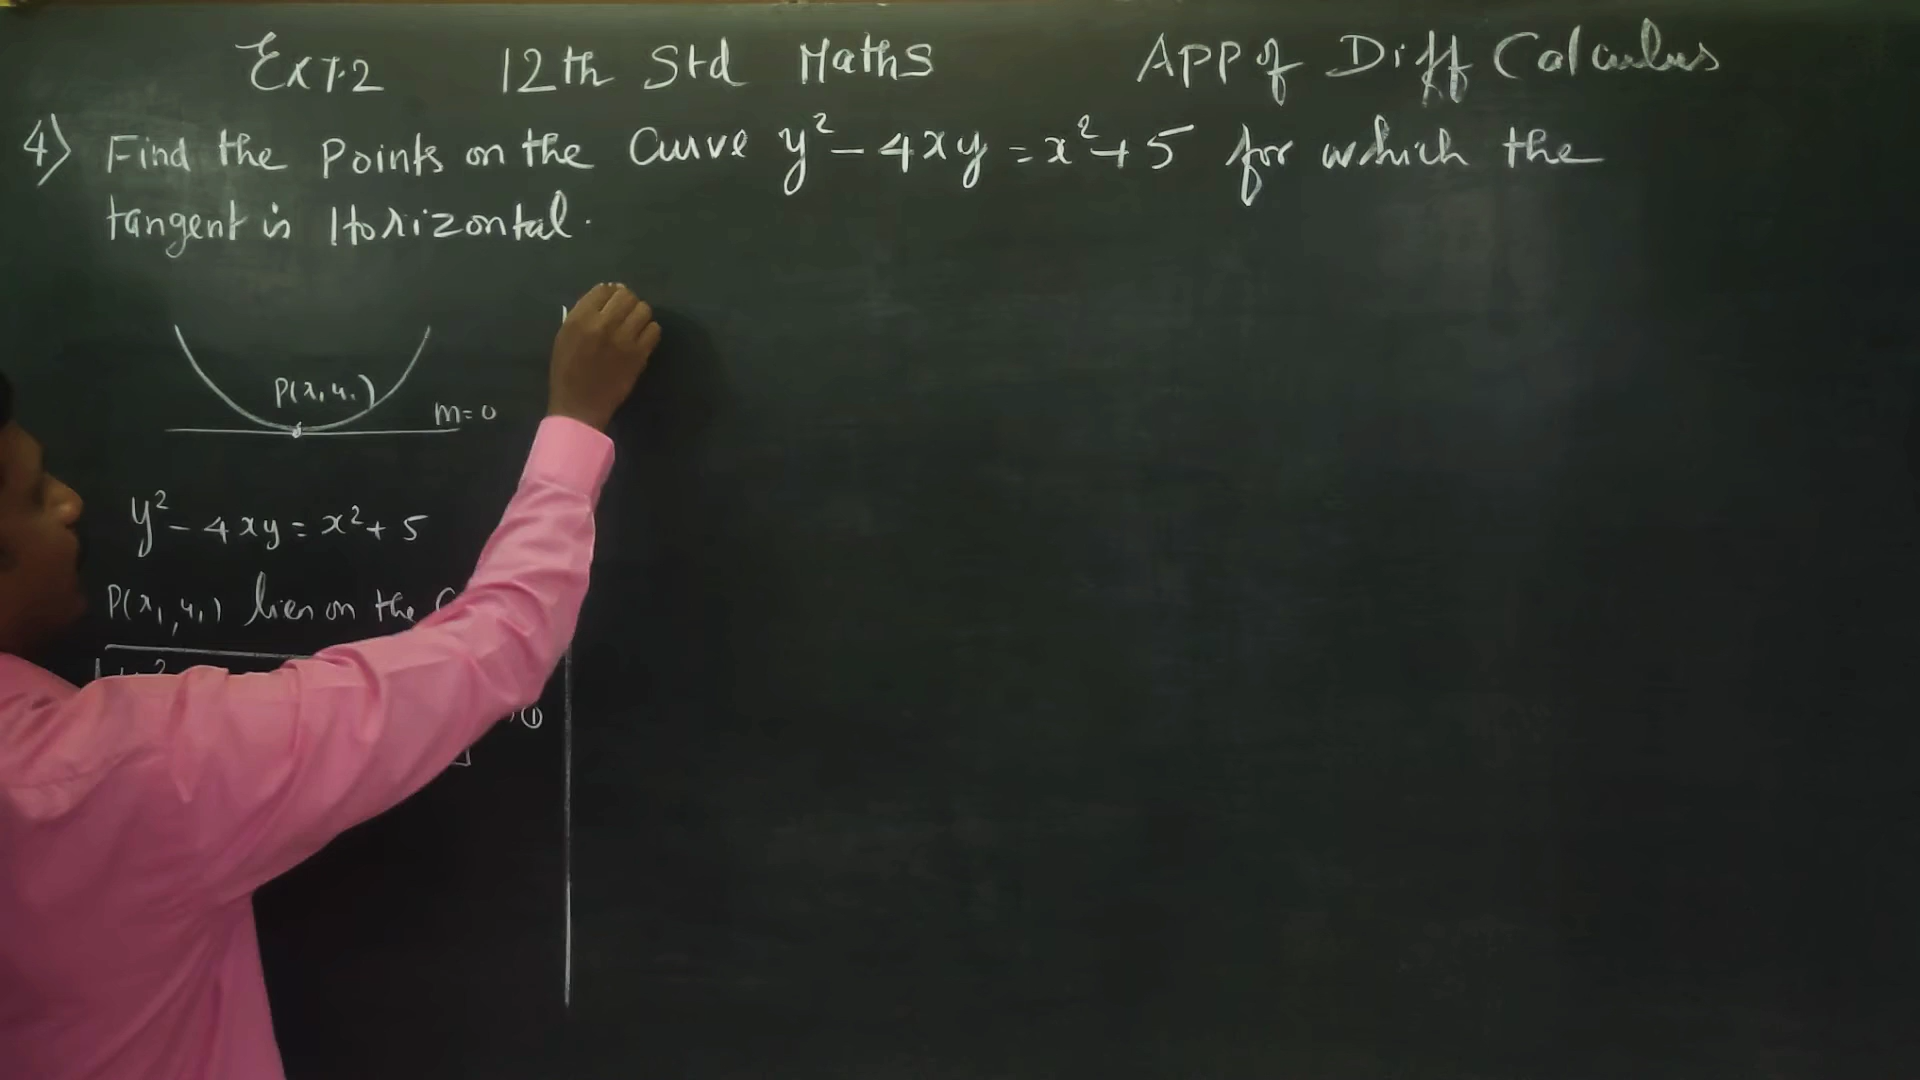 Ex 7.2 12th Std Maths APP of Diff Calculus
4) Find the Points on the Curve y² - 4xy = x² + 5 for which the
tangent is Horizontal.
P(x₁ y₁)
m=0
y² - 4xy = x² + 5
P(x₁, y₁) lies on the
①